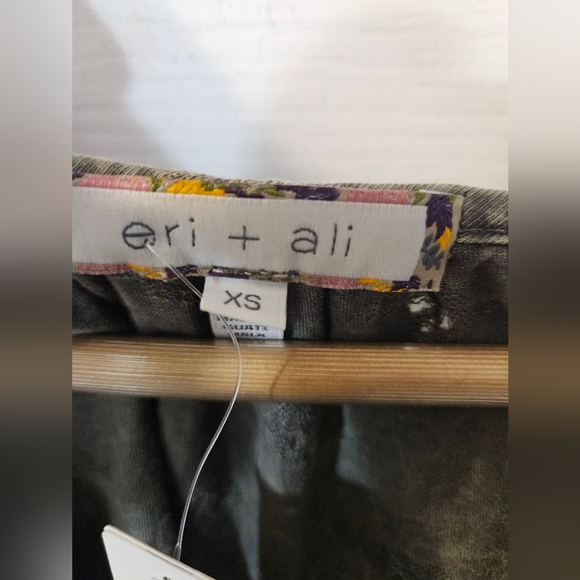 eri + ali
XS